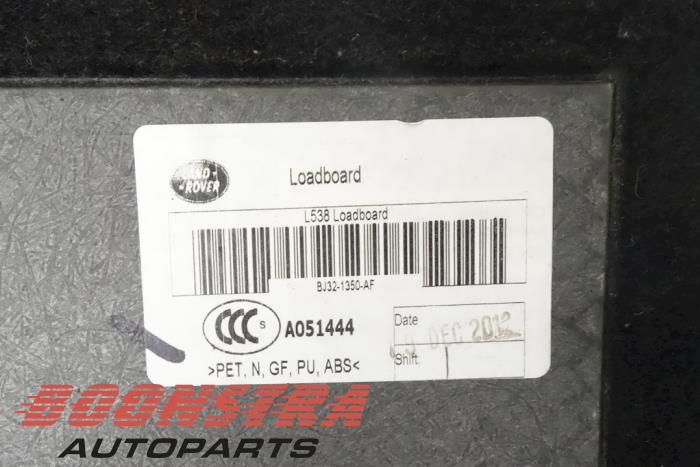 LAND
ROVER
Loadboard
L538 Loadboard
BJ32-1350-AF
CCC S
A051444
Date
DEC 2012
>PET, N, GF, PU, ABS<
Shift
BOONSTRA
AUTOPARTS